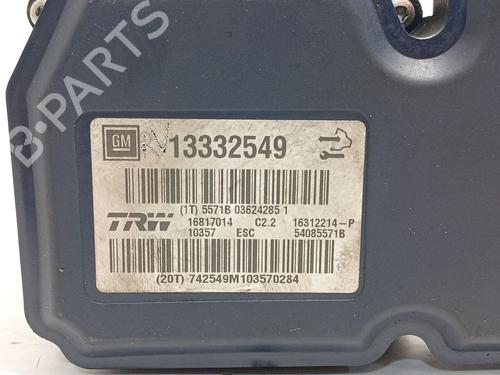 B-PARTS
GM
13332549
(1T) 5571B 03624285 1
TRW
16817014 C2.2 16312214-P
10357 ESC 54085571B
(20T) 742549M103570284